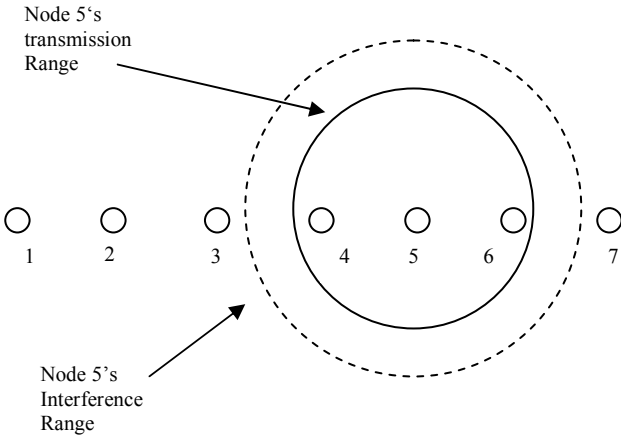 Node 5‘s
transmission
Range
1 2 3 4 5 6 7
Node 5’s
Interference
Range